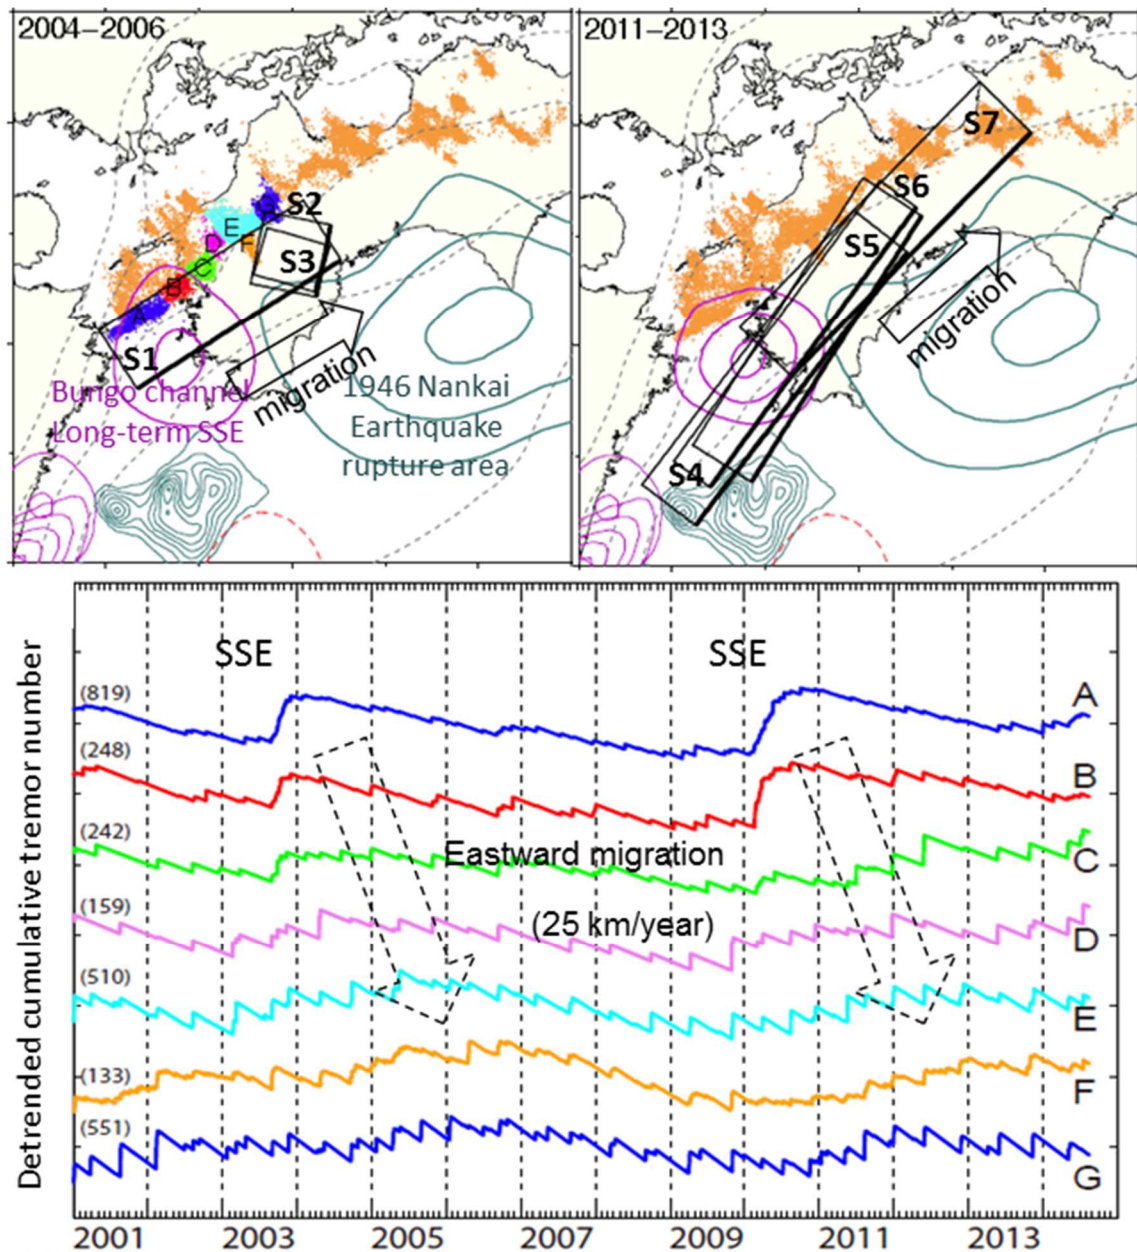 2004–2006
2011–2013
S7
S6
G
S2
E
D
F
S5
S3
C
B
A
S1
migration
migration
Bungo channel
Long-term SSE
1946 Nankai
Earthquake
rupture area
S4
Detrended cumulative tremor number
SSE
SSE
(819)
A
(248)
B
(242)
Eastward migration
C
(159)
(25 km/year)
D
(510)
E
(133)
F
(551)
G
2001
2003
2005
2007
2009
2011
2013